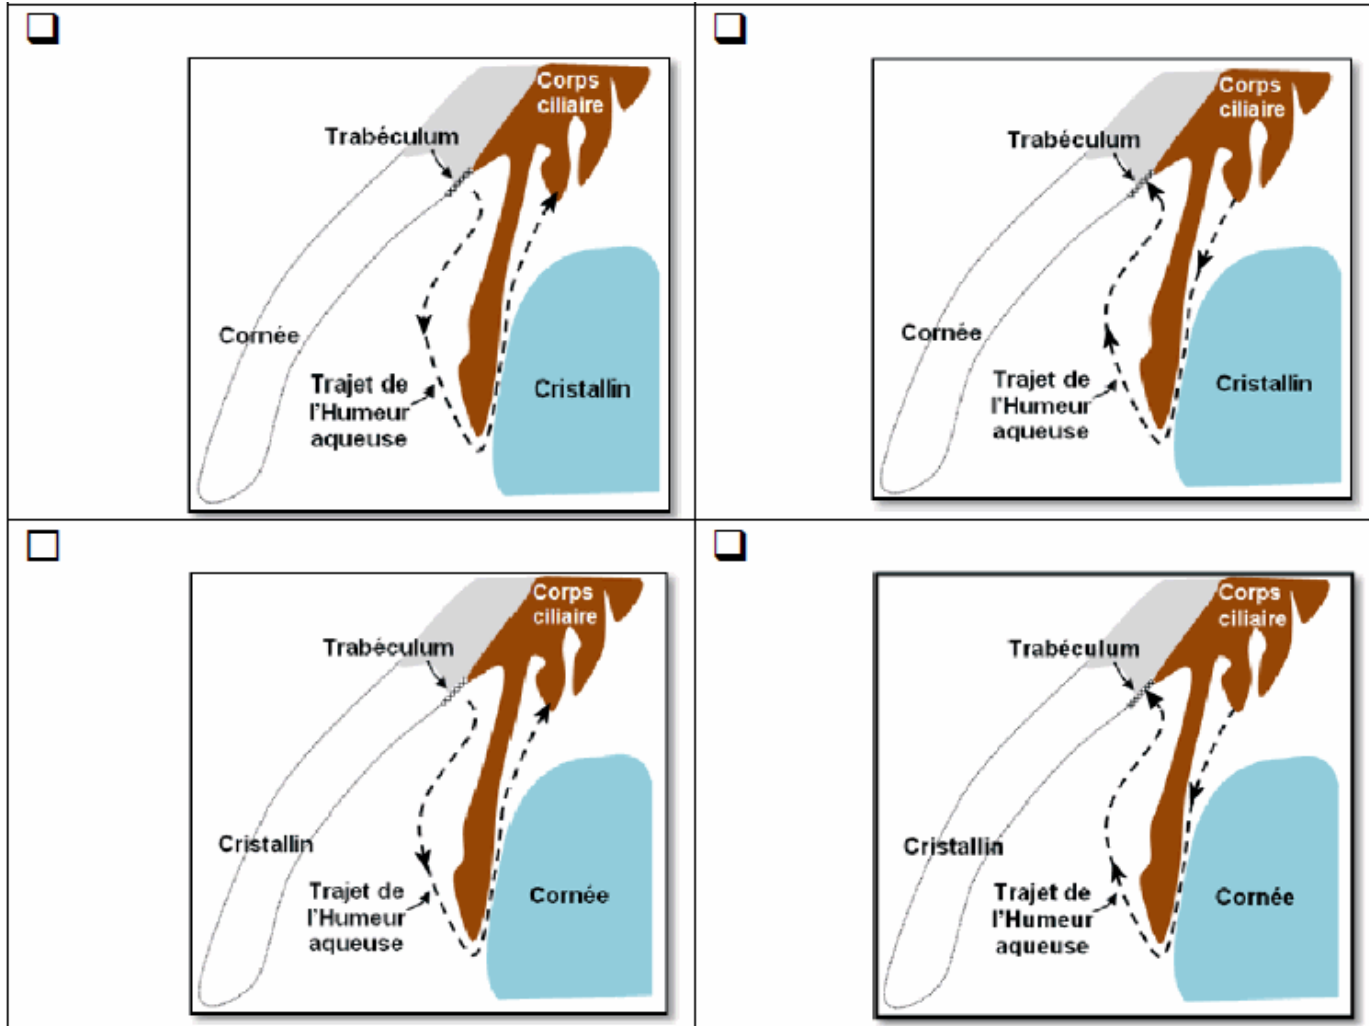 Corps
ciliaire
Trabéculum
Cornée
Trajet de
l'Humeur
aqueuse
Cristallin
Corps
ciliaire
Trabéculum
Cornée
Trajet de
l'Humeur
aqueuse
Cristallin
Corps
ciliaire
Trabéculum
Cristallin
Trajet de
l'Humeur
aqueuse
Cornée
Corps
ciliaire
Trabéculum
Cristallin
Trajet de
l'Humeur
aqueuse
Cornée